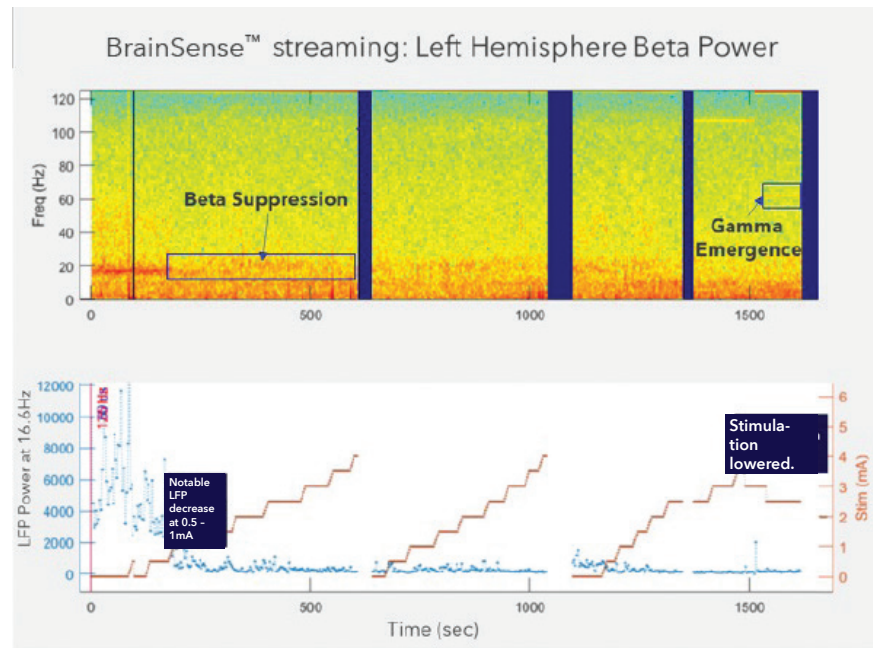 BrainSense™ streaming: Left Hemisphere Beta Power
Freq (Hz)
120
100
80
60
40
20
0
Beta Suppression
Gamma
Emergence
0
500
1000
1500
LFP Power at 16.6Hz
12000
10000
8000
6000
4000
2000
0
Notable
LFP
decrease
at 0.5 -
1mA
Stimula-
tion
lowered.
6
5
4
3
2
1
0
Stim (mA)
0
500
1000
1500
Time (sec)